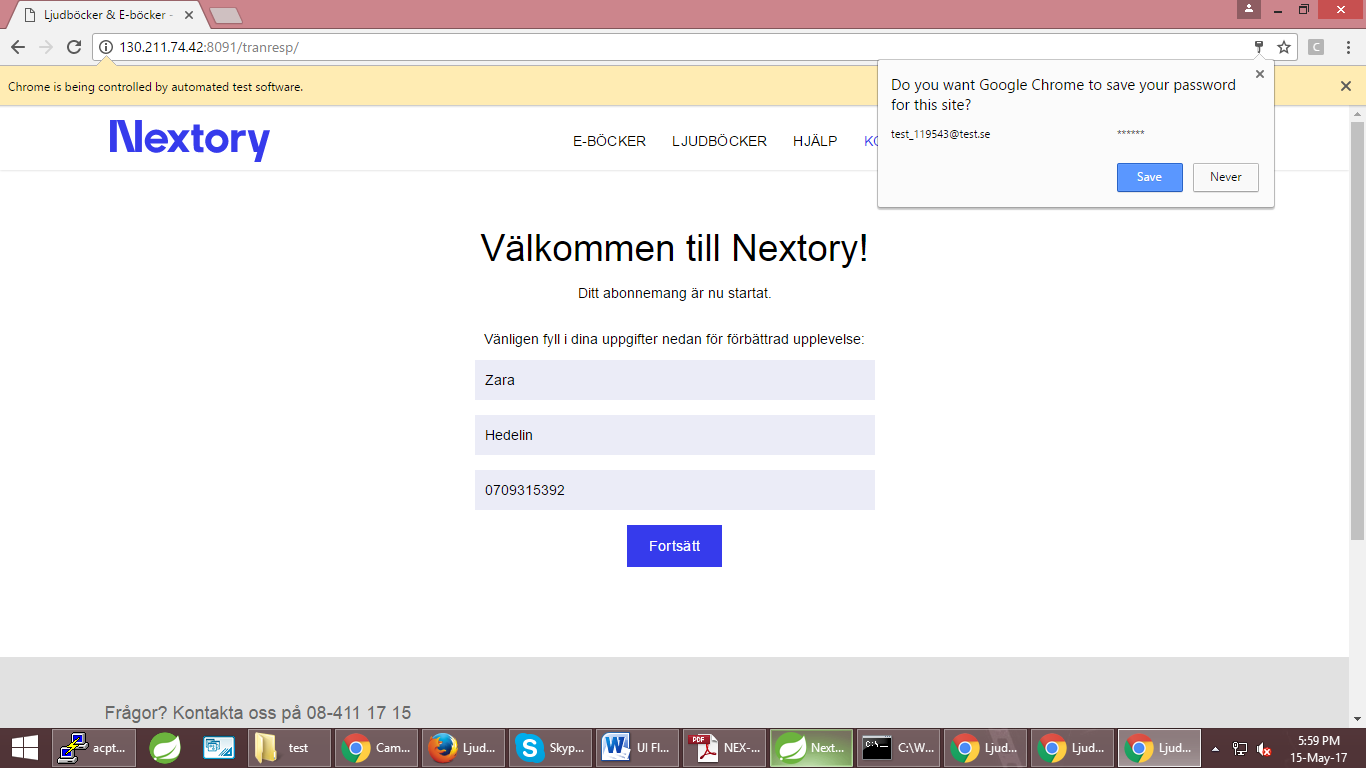 Ljudböcker & E-böcker -
130.211.74.42:8091/tranresp/
C
Chrome is being controlled by automated test software.
Do you want Google Chrome to save your password
for this site?
test_119543@test.se ******
Save Never
Nextory
E-BÖCKER LJUDBÖCKER HJÄLP
Välkommen till Nextory!
Ditt abonnemang är nu startat.
Vänligen fyll i dina uppgifter nedan för förbättrad upplevelse:
Zara
Hedelin
0709315392
Fortsätt
Frågor? Kontakta oss på 08-411 17 15
acpt... test Cam... Ljud... Skyp... UI Fl... NEX-... Next... C:\W... Ljud... Ljud... Ljud...
5:59 PM
15-May-17